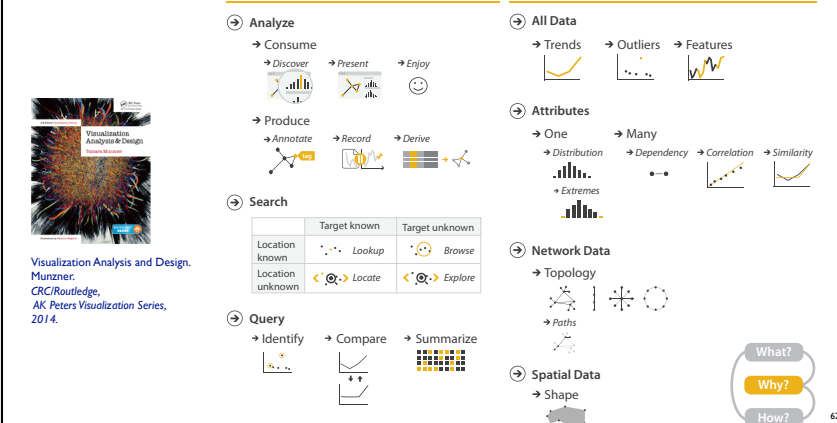 Visualization
Analysis & Design
Tamara Munzner
Visualization Analysis and Design.
Munzner.
CRC/Routledge,
AK Peters Visualization Series,
2014.
Analyze
Consume
Discover
Present
Enjoy
Produce
Annotate
Record
Derive
tag
Search
Target known
Target unknown
Location known
Lookup
Browse
Location unknown
Locate
Explore
Query
Identify
Compare
Summarize
All Data
Trends
Outliers
Features
Attributes
One
Many
Distribution
Dependency
Correlation
Similarity
Extremes
Network Data
Topology
Paths
Spatial Data
Shape
What?
Why?
How?